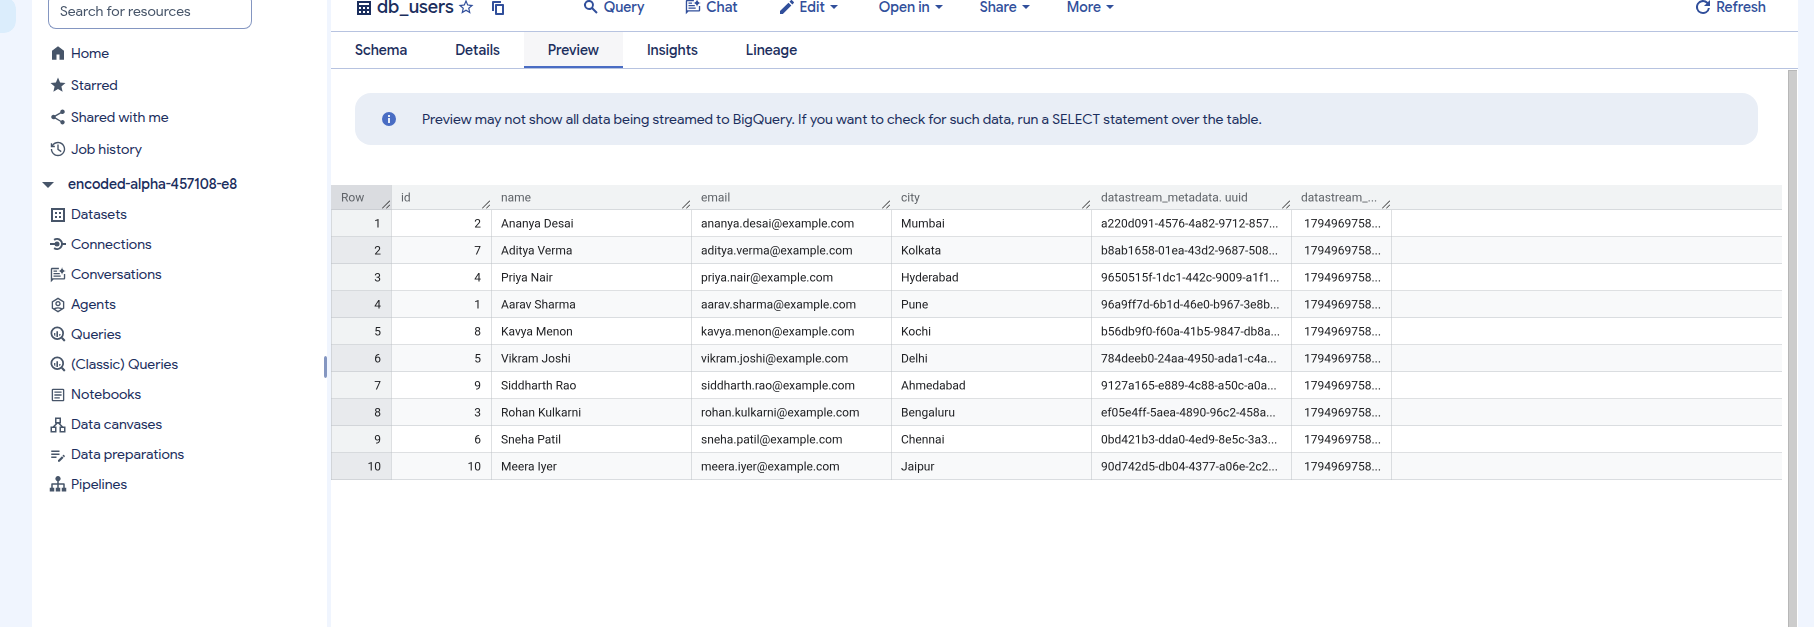 Search for resources
Home
Starred
Shared with me
Job history
encoded-alpha-457108-e8
Datasets
Connections
Conversations
Agents
Queries
(Classic) Queries
Notebooks
Data canvases
Data preparations
Pipelines
db_users Query Chat Edit Open in Share More Refresh
Schema Details Preview Insights Lineage
Preview may not show all data being streamed to BigQuery. If you want to check for such data, run a SELECT statement over the table.
Row id name email city datastream_metadata. uuid datastream_...
1 2 Ananya Desai ananya.desai@example.com Mumbai a220d091-4576-4a82-9712-857... 1794969758...
2 7 Aditya Verma aditya.verma@example.com Kolkata b8ab1658-01ea-43d2-9687-508... 1794969758...
3 4 Priya Nair priya.nair@example.com Hyderabad 9650515f-1dc1-442c-9009-a1f1... 1794969758...
4 1 Aarav Sharma aarav.sharma@example.com Pune 96a9ff7d-6b1d-46e0-b967-3e8b... 1794969758...
5 8 Kavya Menon kavya.menon@example.com Kochi b56db9f0-f60a-41b5-9847-db8a... 1794969758...
6 5 Vikram Joshi vikram.joshi@example.com Delhi 784deeb0-24aa-4950-ada1-c4a... 1794969758...
7 9 Siddharth Rao siddharth.rao@example.com Ahmedabad 9127a165-e889-4c88-a50c-a0a... 1794969758...
8 3 Rohan Kulkarni rohan.kulkarni@example.com Bengaluru ef05e4ff-5aea-4890-96c2-458a... 1794969758...
9 6 Sneha Patil sneha.patil@example.com Chennai 0bd421b3-dda0-4ed9-8e5c-3a3... 1794969758...
10 10 Meera Iyer meera.iyer@example.com Jaipur 90d742d5-db04-4377-a06e-2c2... 1794969758...